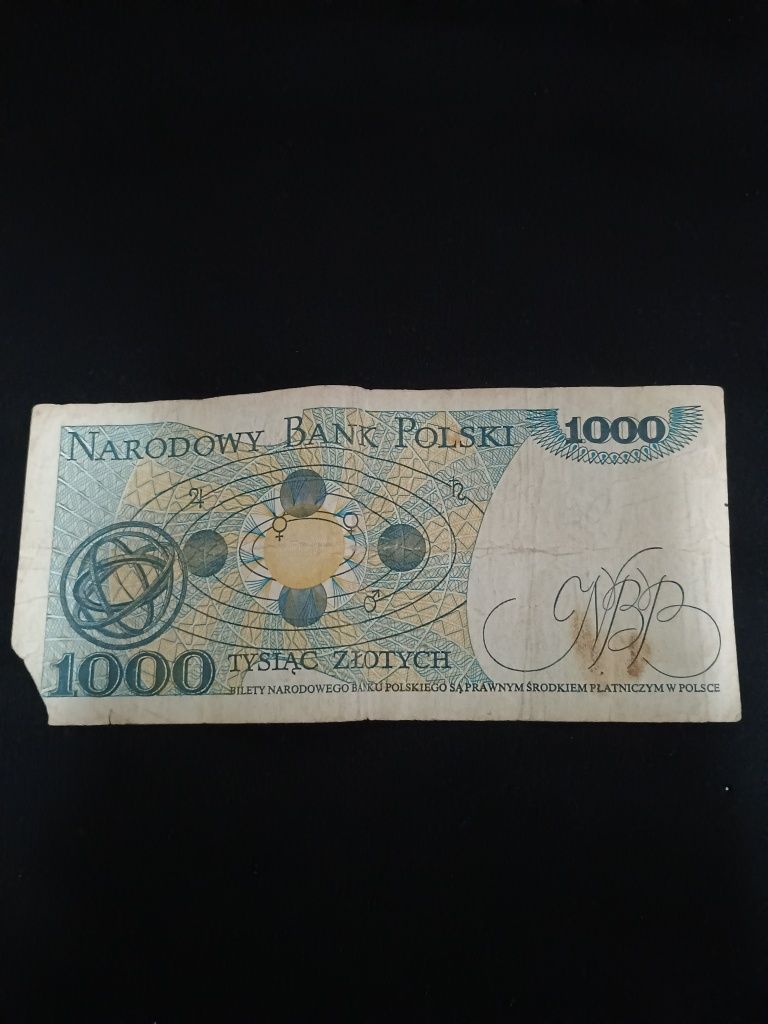 NARODOWY BANK POLSKI
1000
♃
♄
☿
♀
♂
NBP
1000
TYSIĄC ZŁOTYCH
BILETY NARODOWEGO BANKU POLSKIEGO SĄ PRAWNYM ŚRODKIEM PŁATNICZYM W POLSCE